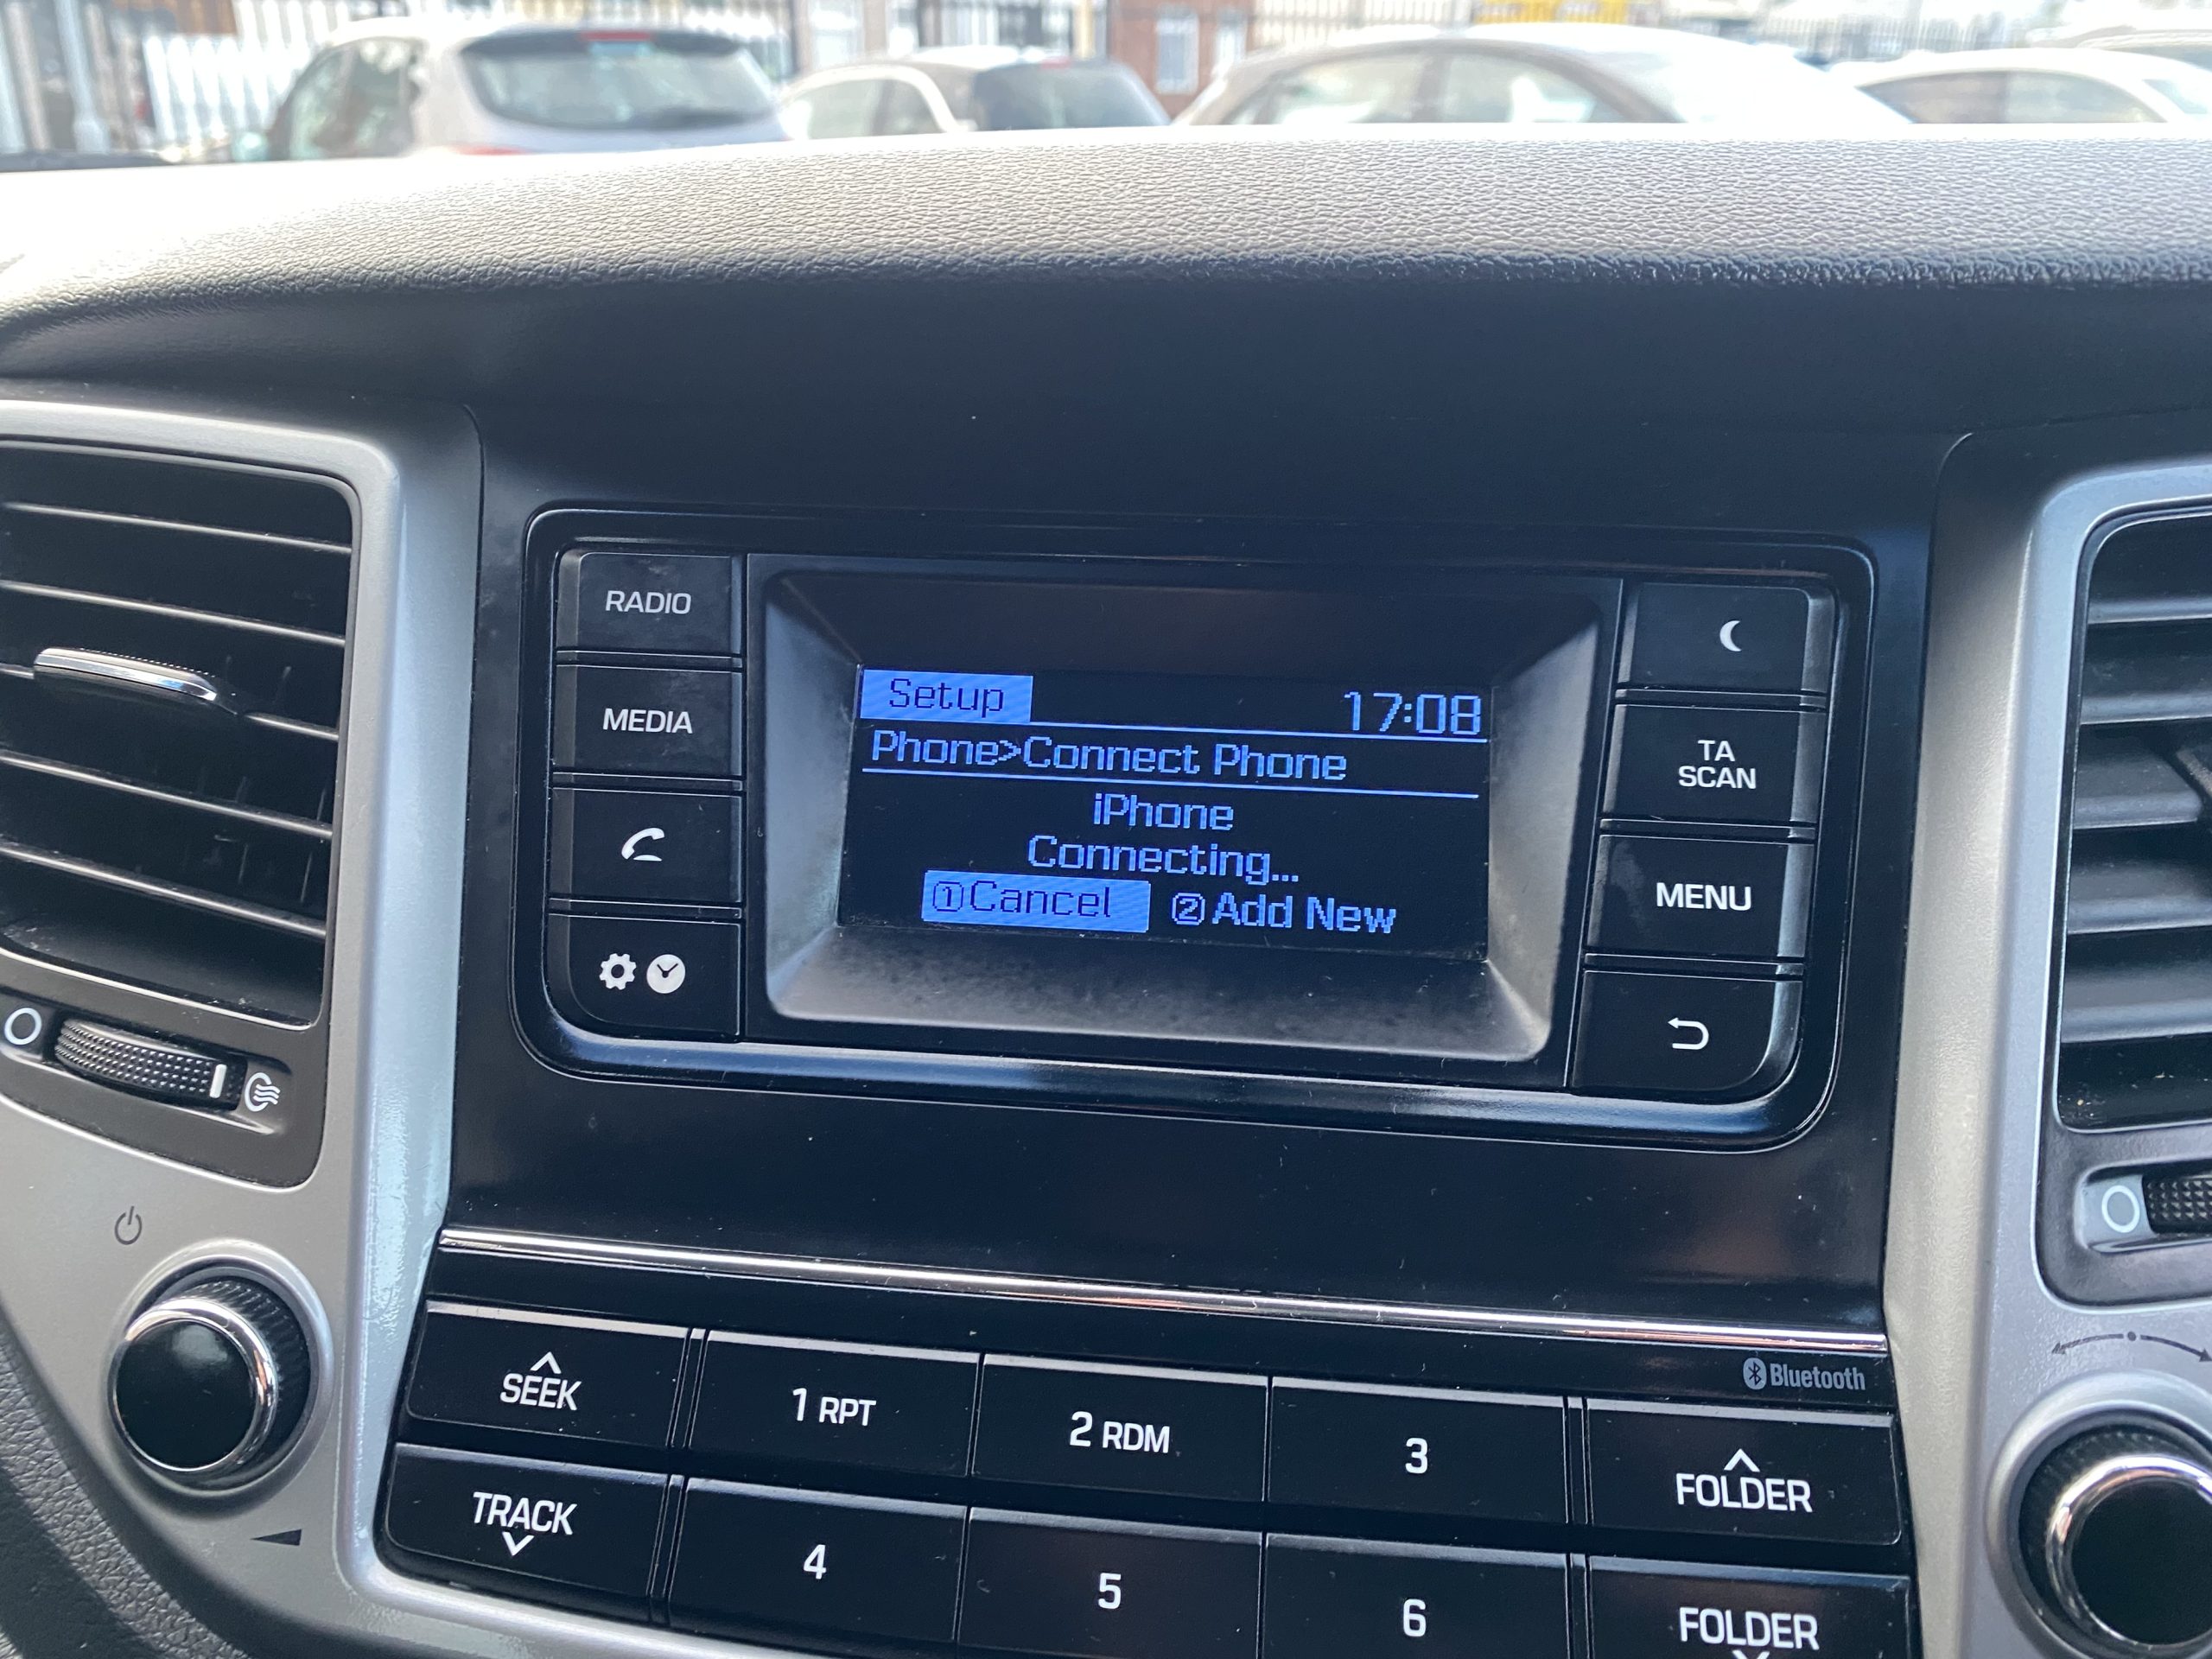 RADIO
MEDIA
Setup 17:08
Phone>Connect Phone
iPhone
Connecting...
①Cancel ②Add New
TA
SCAN
MENU
Bluetooth
SEEK
1 RPT
2 RDM
3
FOLDER
TRACK
4
5
6
FOLDER